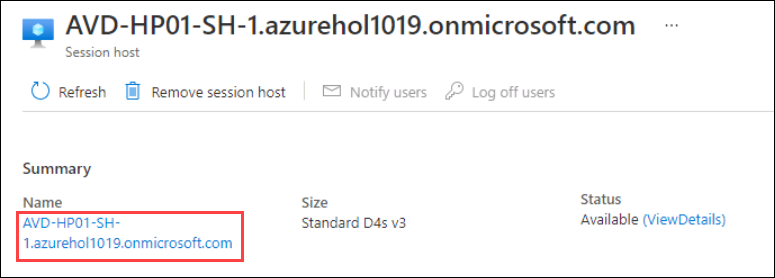 AVD-HP01-SH-1.azurehol1019.onmicrosoft.com ...
Session host
Refresh Remove session host Notify users Log off users
Summary
Name Size Status
AVD-HP01-SH- Standard D4s v3 Available (ViewDetails)
1.azurehol1019.onmicrosoft.com